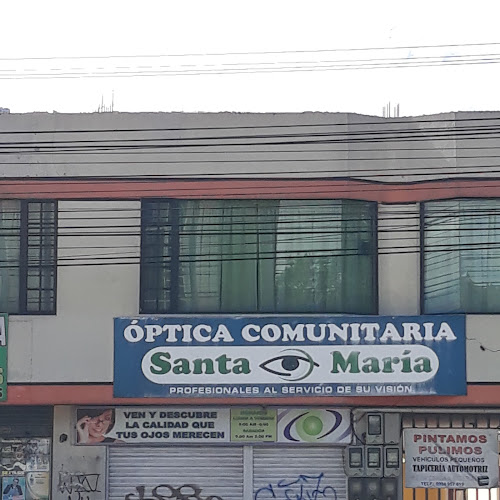 ÓPTICA COMUNITARIA
Santa María
PROFESIONALES AL SERVICIO DE SU VISIÓN
VEN Y DESCUBRE
LA CALIDAD QUE
TUS OJOS MERECEN
PINTAMOS
PULIMOS
VEHICULOS PEQUEÑOS
TAPICERÍA AUTOMOTRIZ